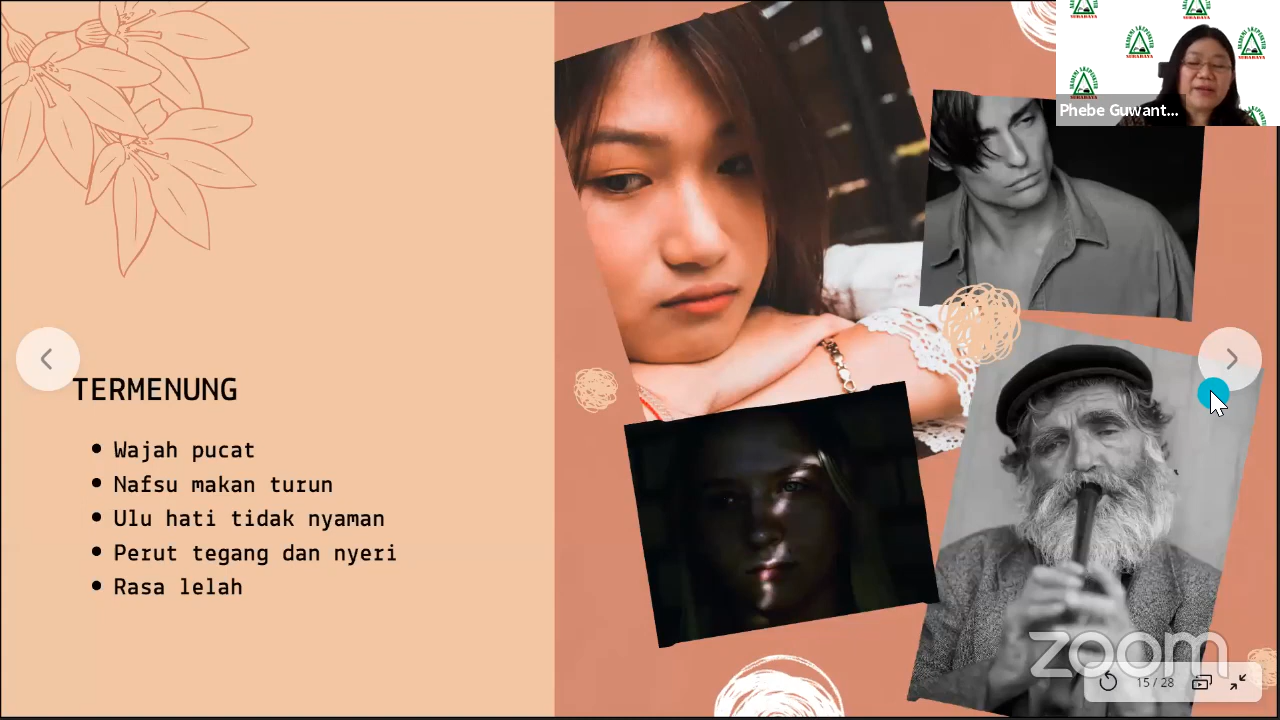 Phebe Guwant...
TERMENUNG
Wajah pucat
Nafsu makan turun
Ulu hati tidak nyaman
Perut tegang dan nyeri
Rasa lelah
zoom
15 / 28